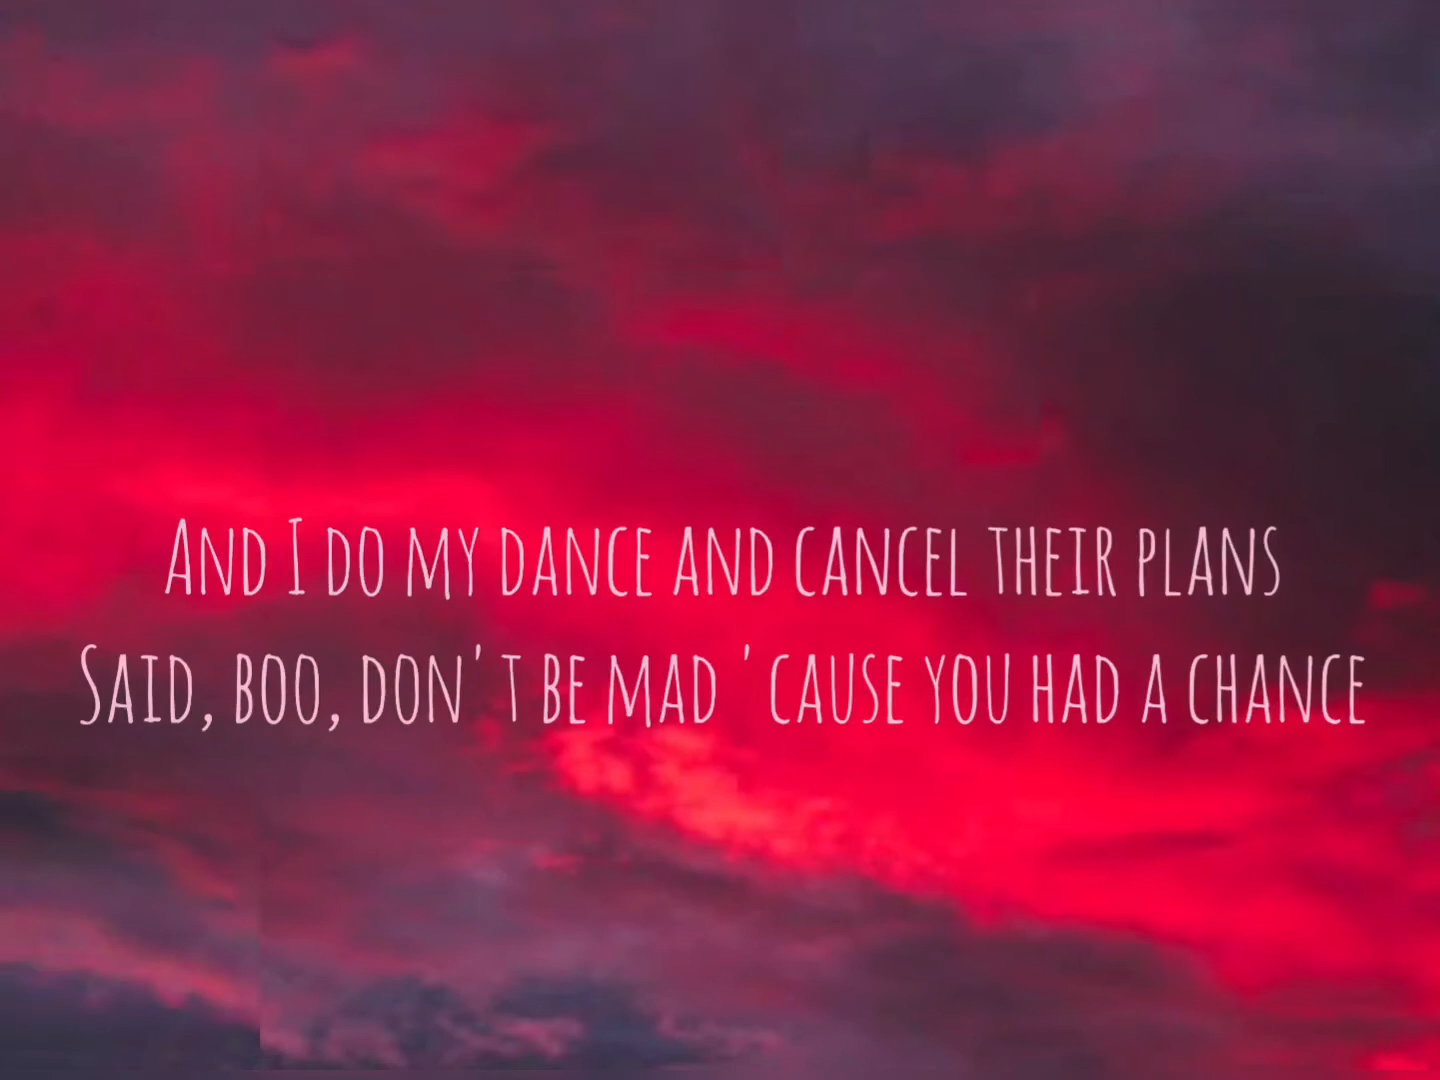 And I do my dance and cancel their plans
Said, boo, don't be mad 'cause you had a chance